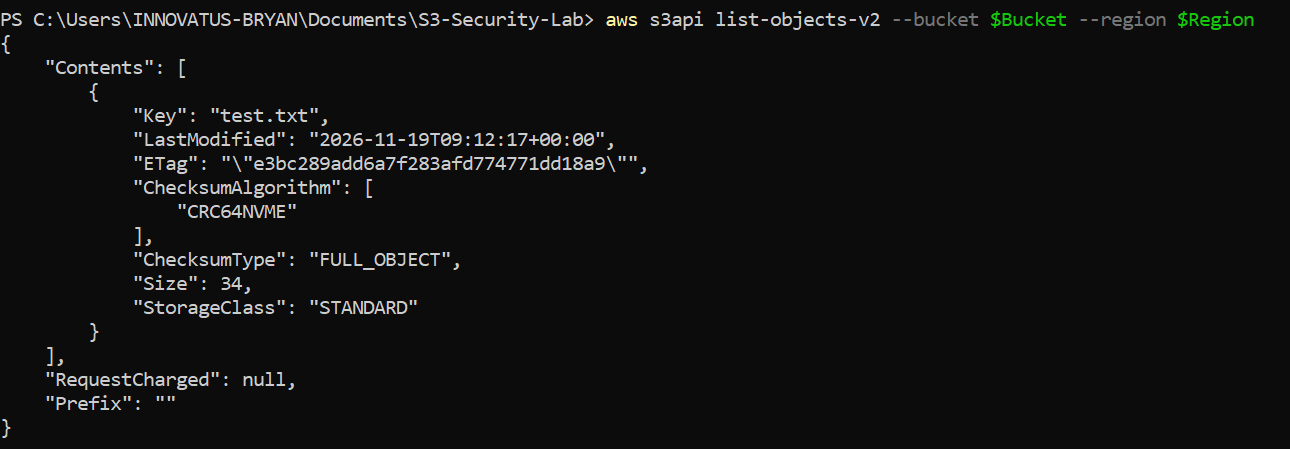 PS C:\Users\INNOVATUS-BRYAN\Documents\S3-Security-Lab> aws s3api list-objects-v2 --bucket $Bucket --region $Region
{
    "Contents": [
        {
            "Key": "test.txt",
            "LastModified": "2026-11-19T09:12:17+00:00",
            "ETag": "\"e3bc289add6a7f283afd774771dd18a9\"",
            "ChecksumAlgorithm": [
                "CRC64NVME"
            ],
            "ChecksumType": "FULL_OBJECT",
            "Size": 34,
            "StorageClass": "STANDARD"
        }
    ],
    "RequestCharged": null,
    "Prefix": ""
}